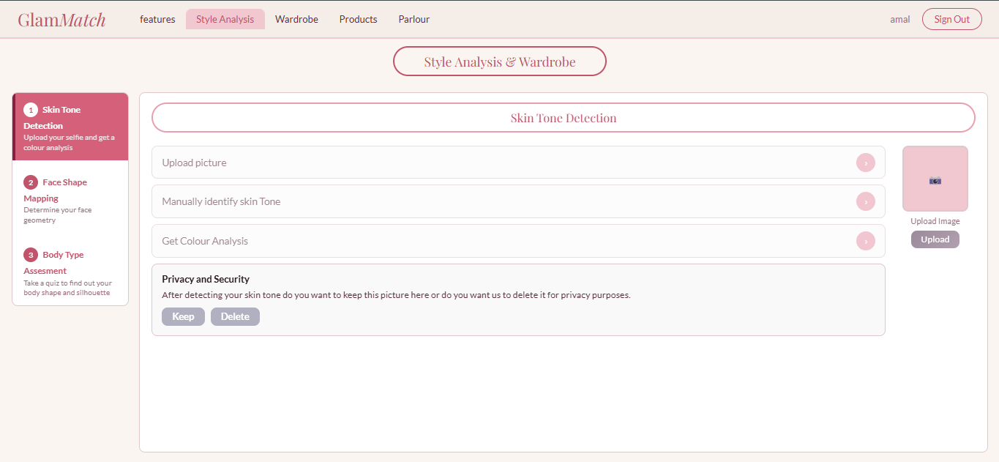 GlamMatch
features
Style Analysis
Wardrobe
Products
Parlour
amal
Sign Out
Style Analysis & Wardrobe
1 Skin Tone
Detection
Upload your selfie and get a
colour analysis
2 Face Shape
Mapping
Determine your face
geometry
3 Body Type
Assesment
Take a quiz to find out your
body shape and silhouette
Skin Tone Detection
Upload picture
Manually identify skin Tone
Get Colour Analysis
Privacy and Security
After detecting your skin tone do you want to keep this picture here or do you want us to delete it for privacy purposes.
Keep
Delete
Upload Image
Upload